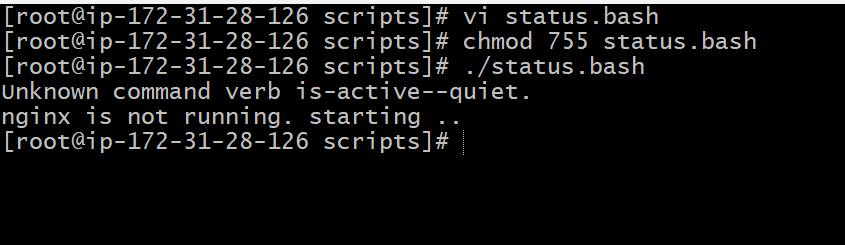 [root@ip-172-31-28-126 scripts]# vi status.bash
[root@ip-172-31-28-126 scripts]# chmod 755 status.bash
[root@ip-172-31-28-126 scripts]# ./status.bash
Unknown command verb is-active--quiet.
nginx is not running. starting ..
[root@ip-172-31-28-126 scripts]#